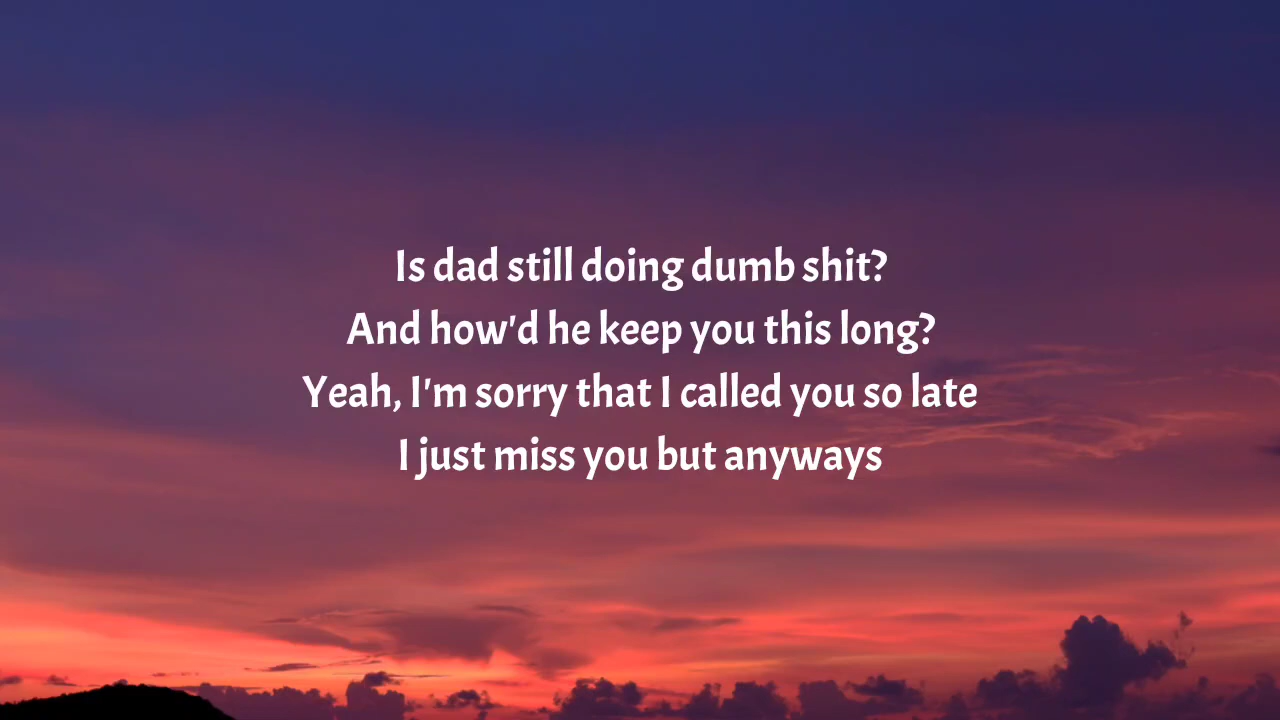 Is dad still doing dumb shit?
And how'd he keep you this long?
Yeah, I'm sorry that I called you so late
I just miss you but anyways